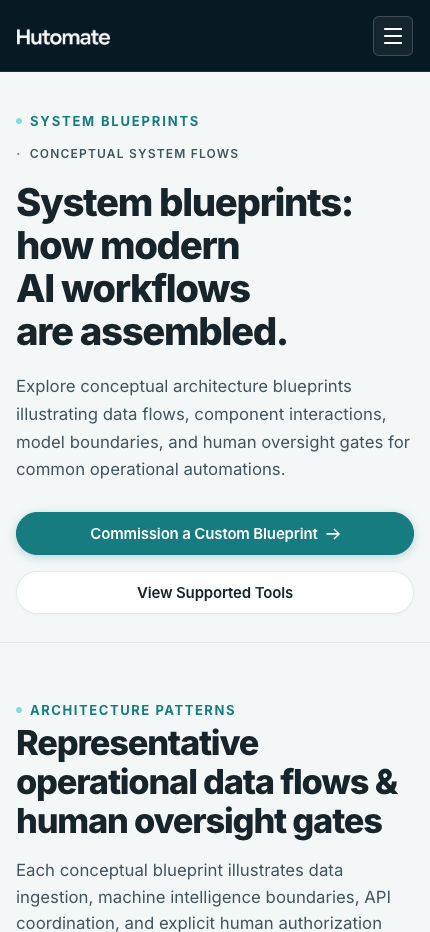 Hutomate
SYSTEM BLUEPRINTS
· CONCEPTUAL SYSTEM FLOWS
System blueprints:
how modern
AI workflows
are assembled.
Explore conceptual architecture blueprints
illustrating data flows, component interactions,
model boundaries, and human oversight gates for
common operational automations.
Commission a Custom Blueprint →
View Supported Tools
ARCHITECTURE PATTERNS
Representative
operational data flows &
human oversight gates
Each conceptual blueprint illustrates data
ingestion, machine intelligence boundaries, API
coordination, and explicit human authorization